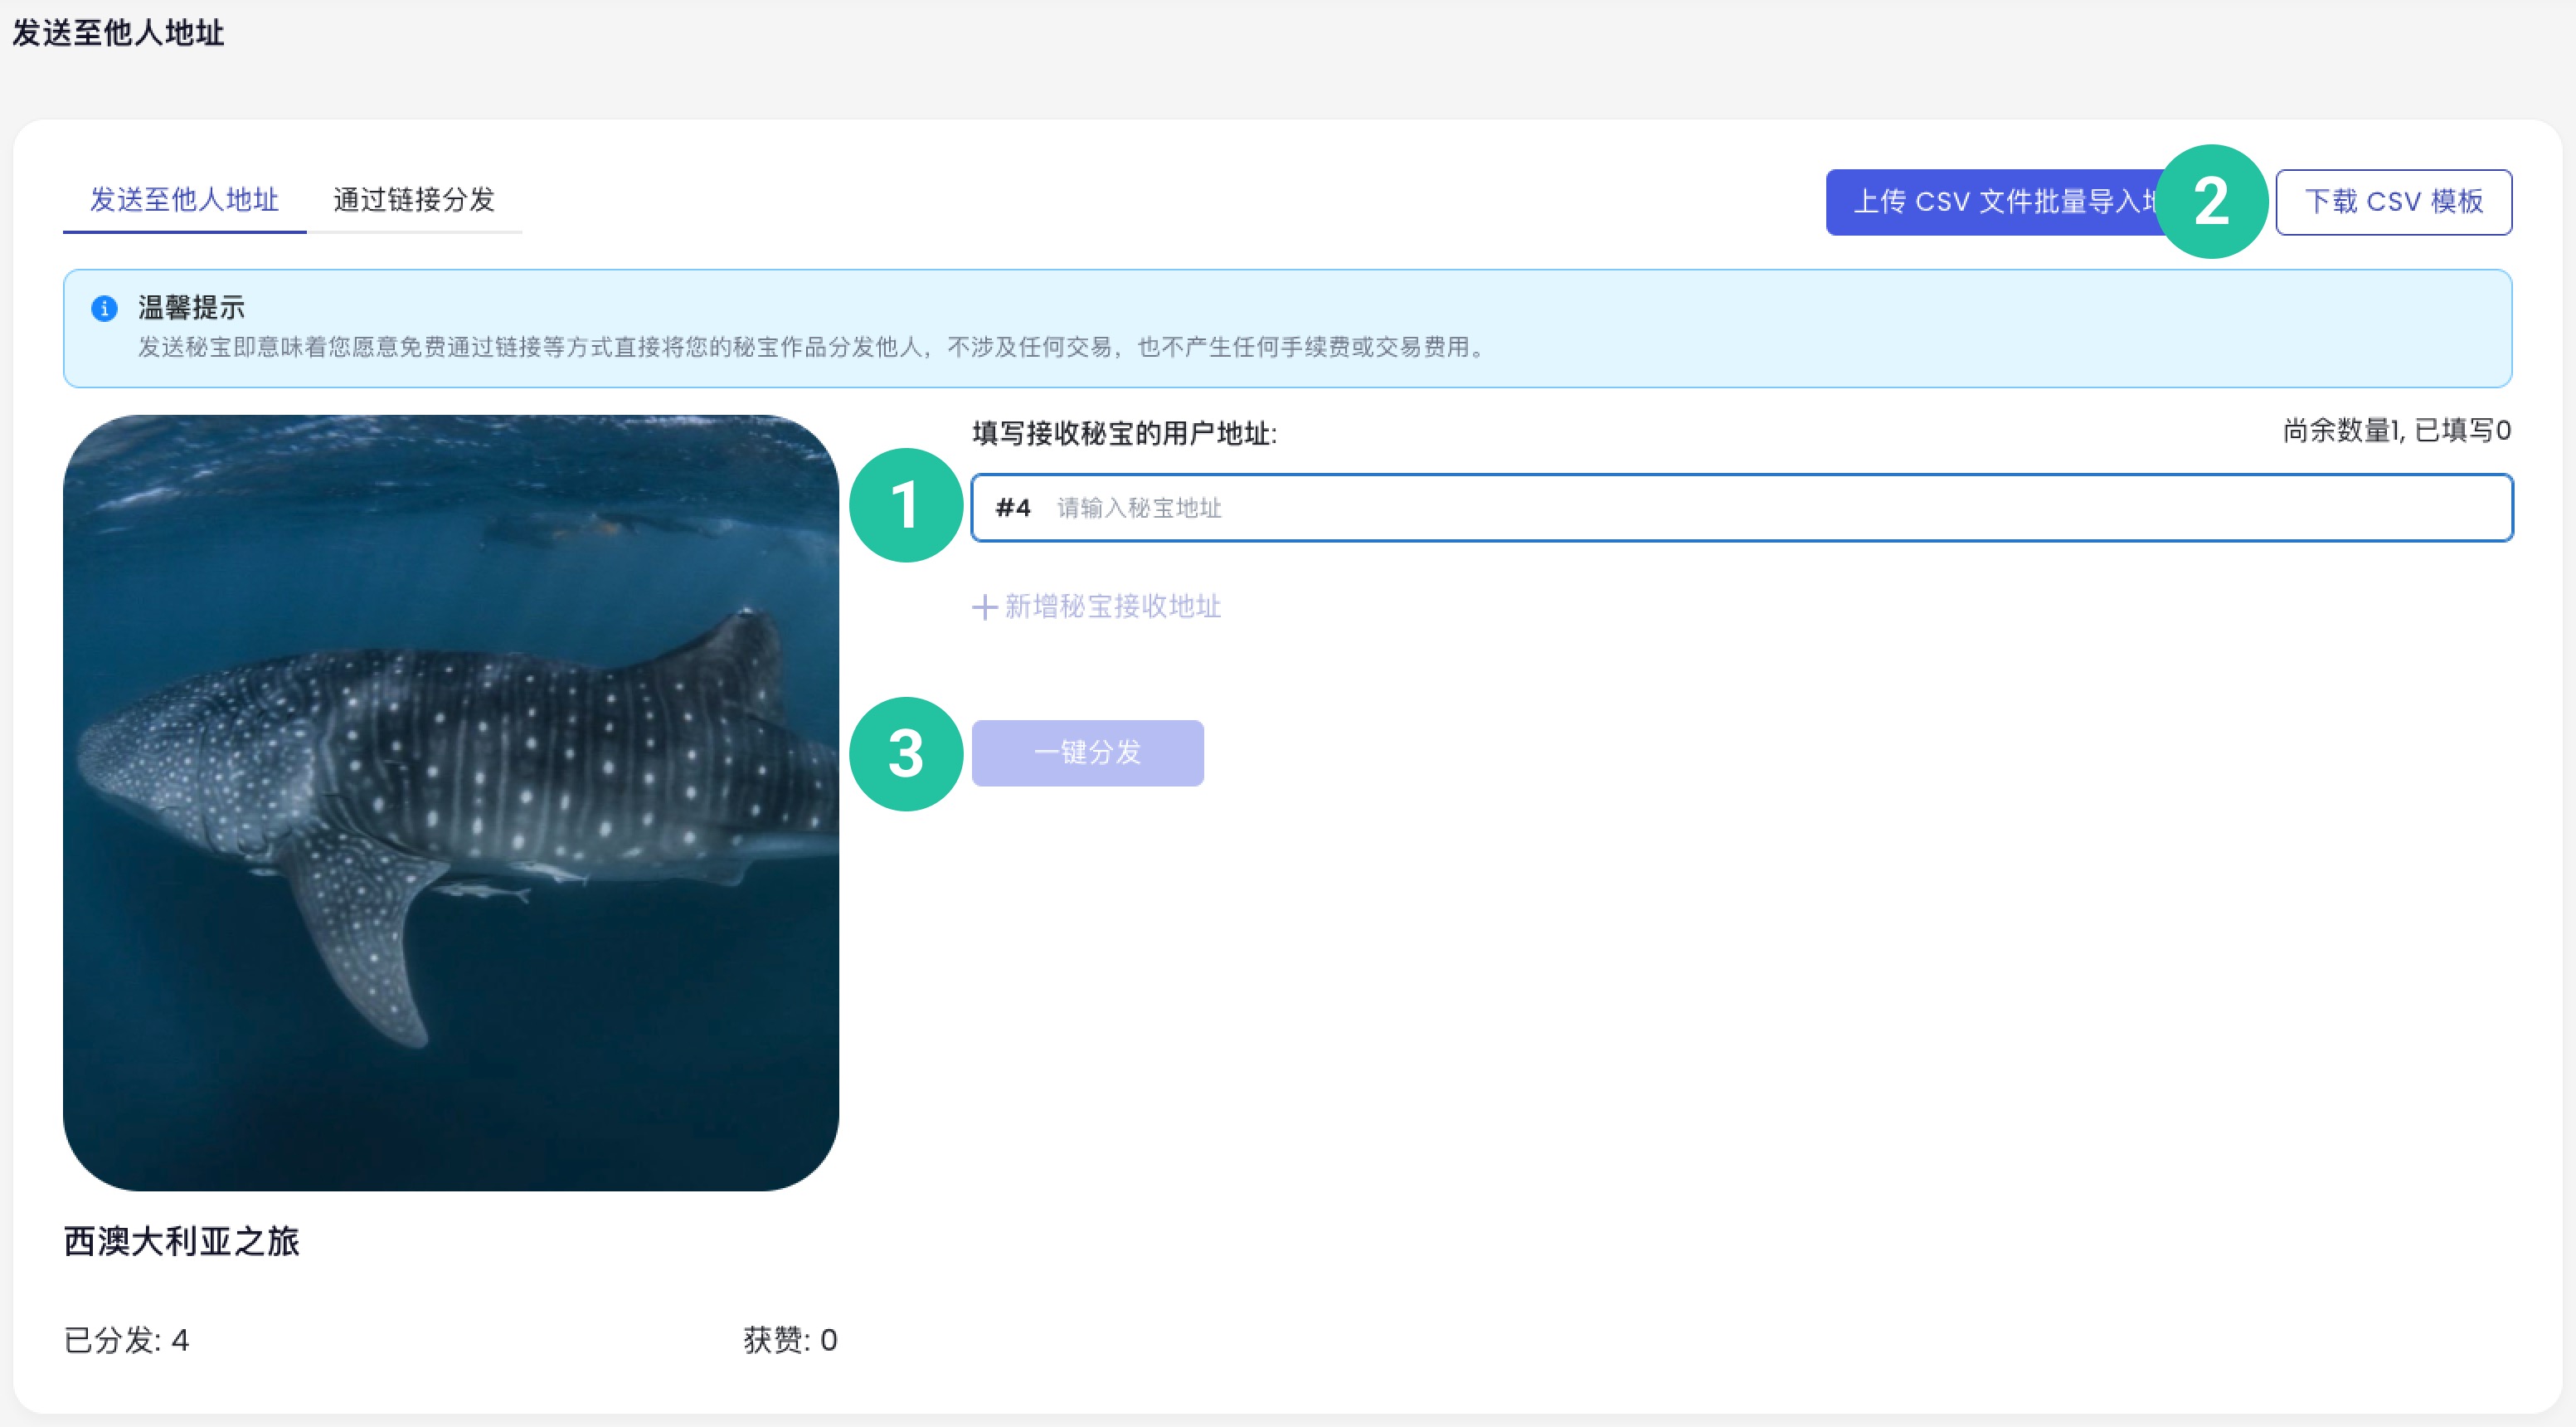 发送至他人地址
发送至他人地址 通过链接分发
上传 CSV 文件批量导入 2 下载 CSV 模板
温馨提示
发送秘宝即意味着您愿意免费通过链接等方式直接将您的秘宝作品分发他人，不涉及任何交易，也不产生任何手续费或交易费用。
填写接收秘宝的用户地址: 尚余数量1, 已填写0
1 #4 请输入秘宝地址
+ 新增秘宝接收地址
3 一键分发
西澳大利亚之旅
已分发: 4 获赞: 0